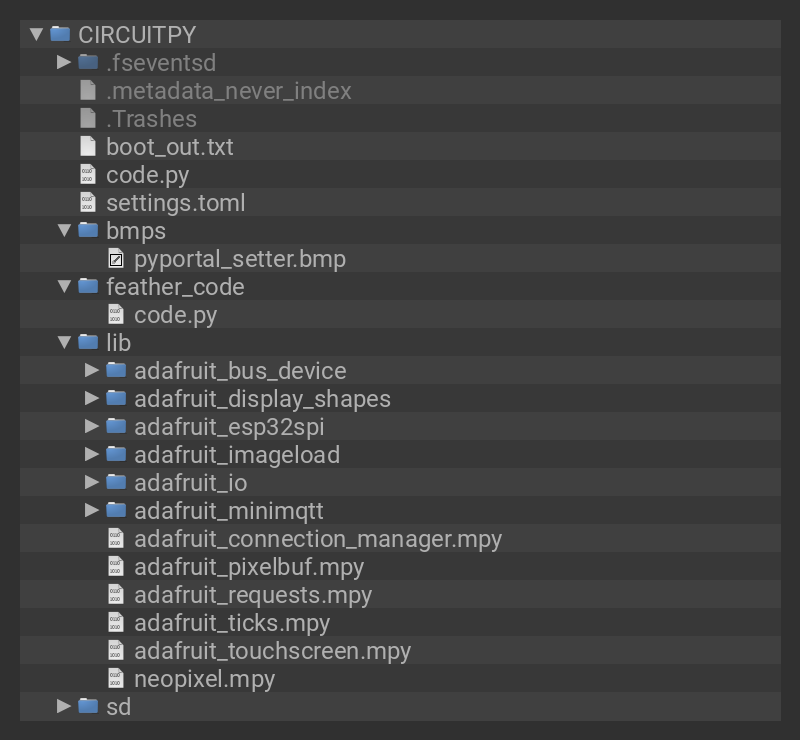 CIRCUITPY
.fseventsd
.metadata_never_index
.Trashes
boot_out.txt
code.py
settings.toml
bmps
pyportal_setter.bmp
feather_code
code.py
lib
adafruit_bus_device
adafruit_display_shapes
adafruit_esp32spi
adafruit_imageload
adafruit_io
adafruit_minimqtt
adafruit_connection_manager.mpy
adafruit_pixelbuf.mpy
adafruit_requests.mpy
adafruit_ticks.mpy
adafruit_touchscreen.mpy
neopixel.mpy
sd